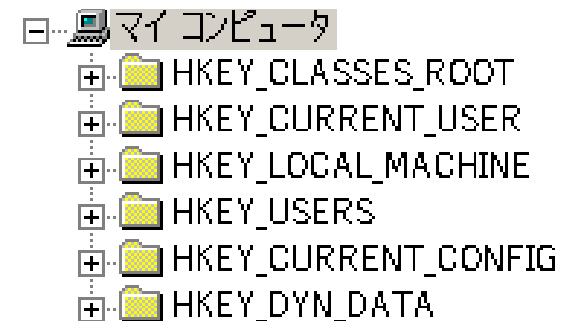 マイ コンピュータ
HKEY_CLASSES_ROOT
HKEY_CURRENT_USER
HKEY_LOCAL_MACHINE
HKEY_USERS
HKEY_CURRENT_CONFIG
HKEY_DYN_DATA